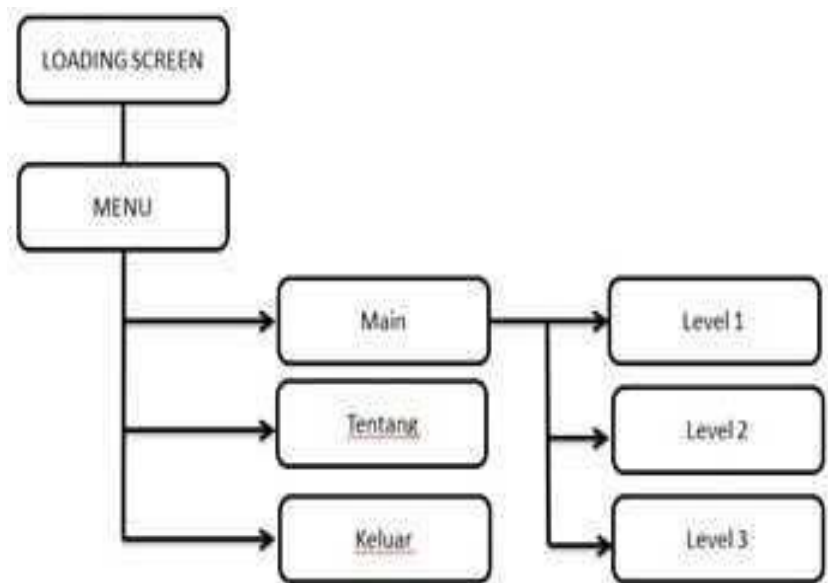 LOADING SCREEN
MENU
Main
Level 1
Tentang
Level 2
Keluar
Level 3